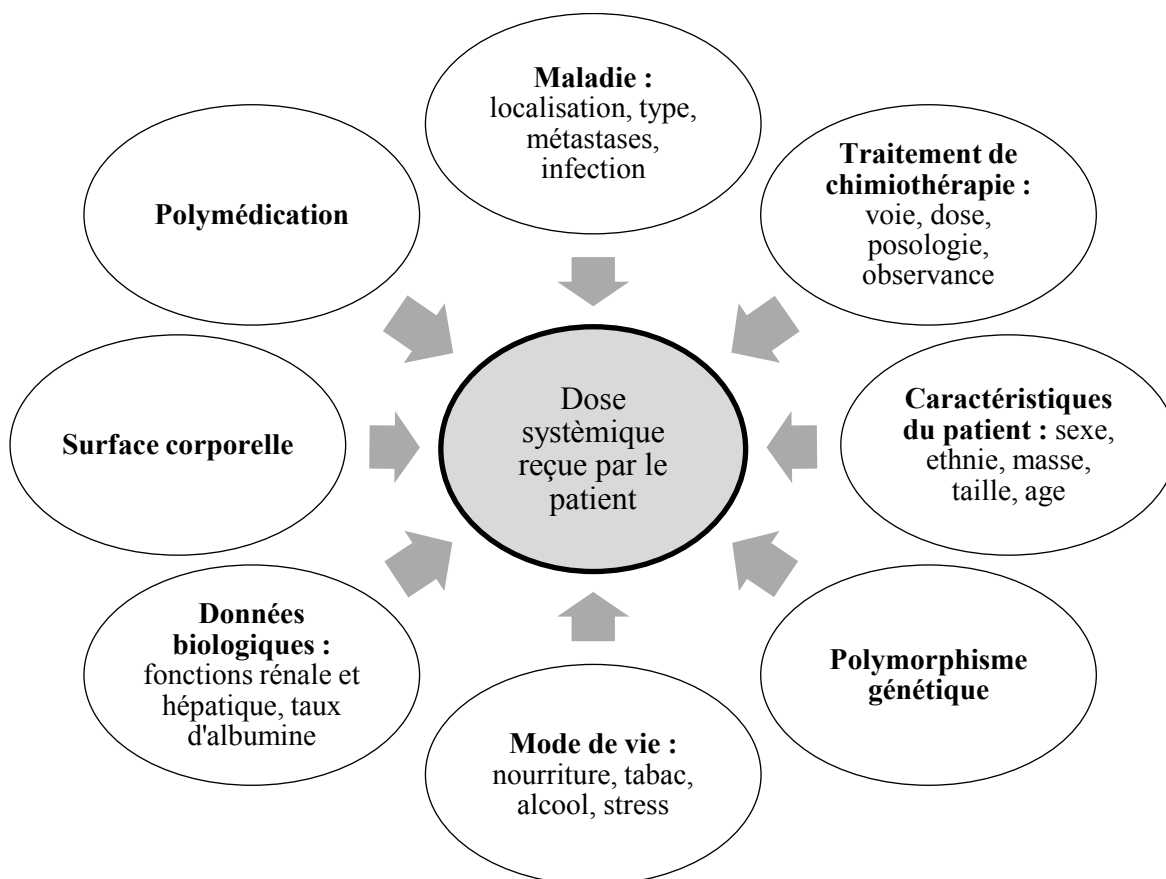 Maladie :
localisation, type,
métastases,
infection
Traitement de
chimiothérapie :
voie, dose,
posologie,
observance
Caractéristiques
du patient : sexe,
ethnie, masse,
taille, age
Polymorphisme
génétique
Mode de vie :
nourriture, tabac,
alcool, stress
Données
biologiques :
fonctions rénale et
hépatique, taux
d'albumine
Surface corporelle
Polymédication
Dose
systèmique
reçue par le
patient